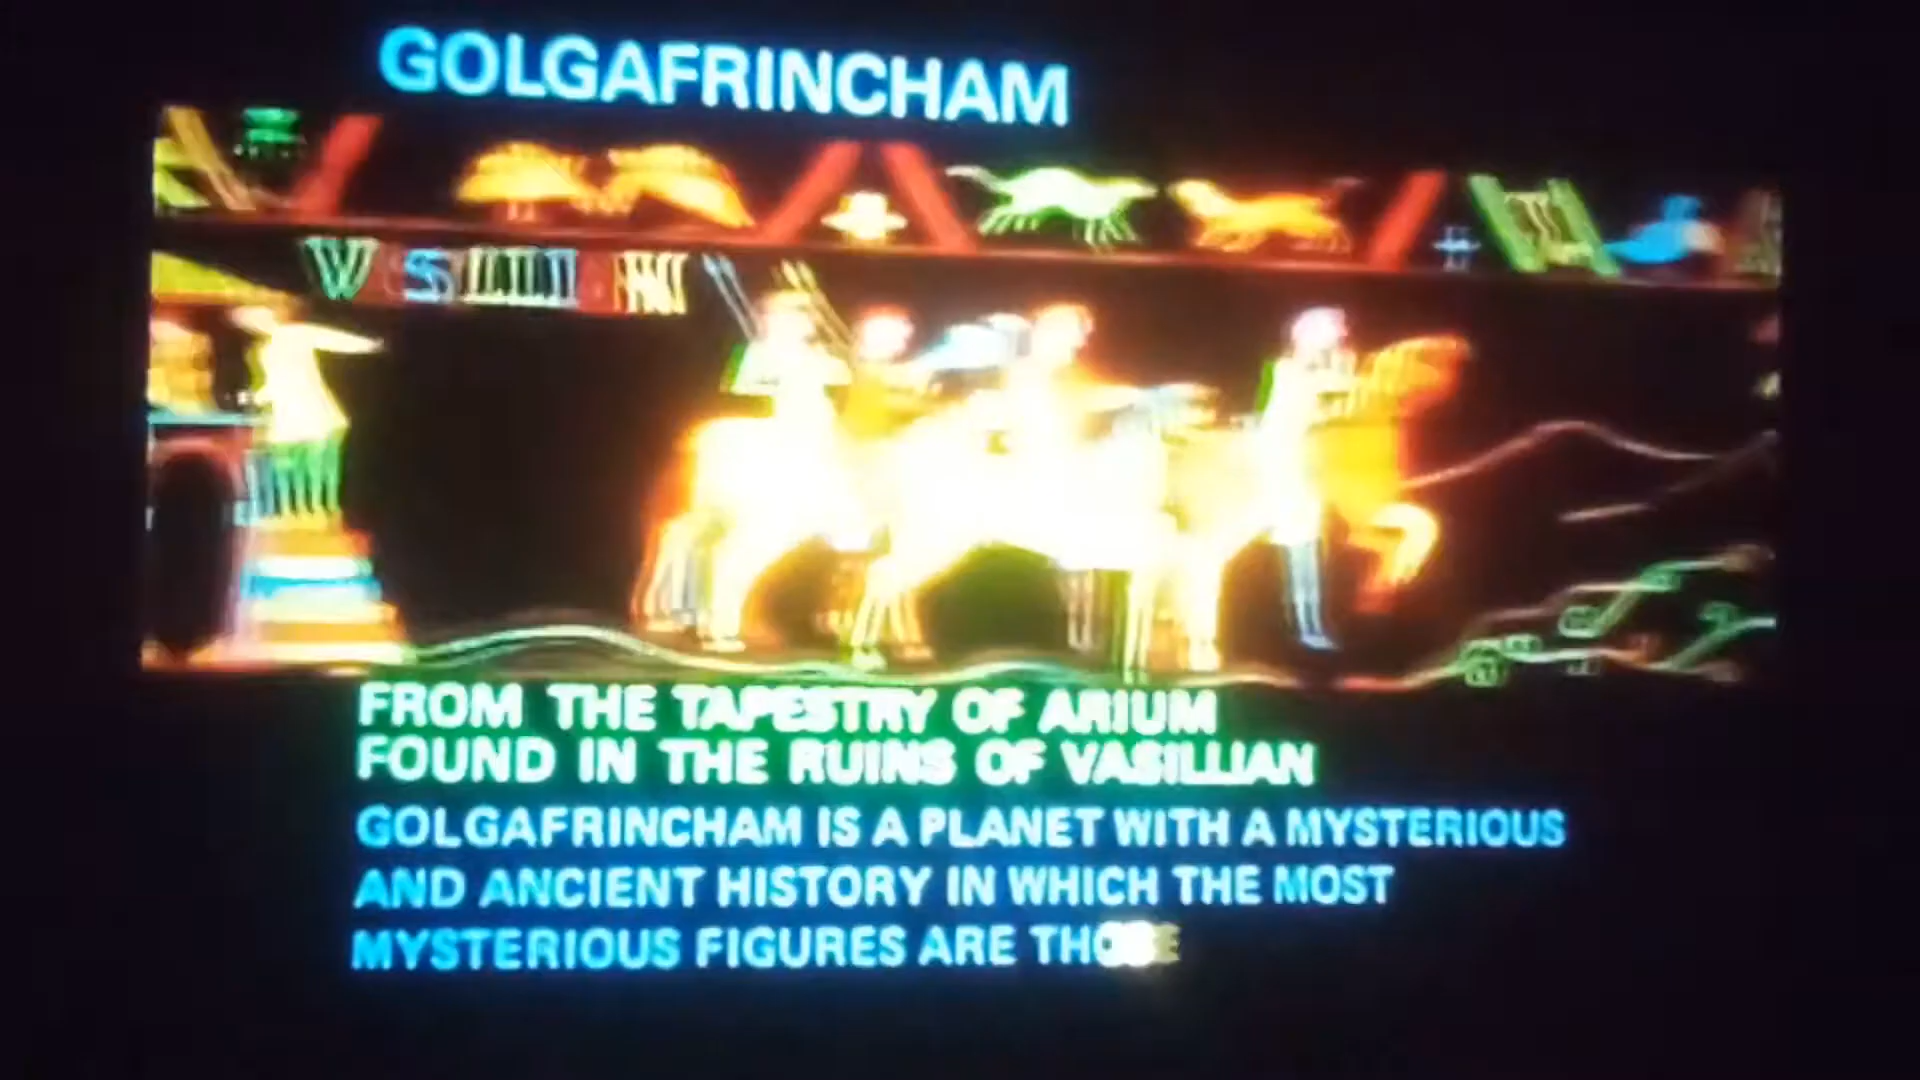 GOLGAFRINCHAM
FROM THE TAPESTRY OF ARIUM
FOUND IN THE RUINS OF VASILLIAN
GOLGAFRINCHAM IS A PLANET WITH A MYSTERIOUS
AND ANCIENT HISTORY IN WHICH THE MOST
MYSTERIOUS FIGURES ARE THOSE